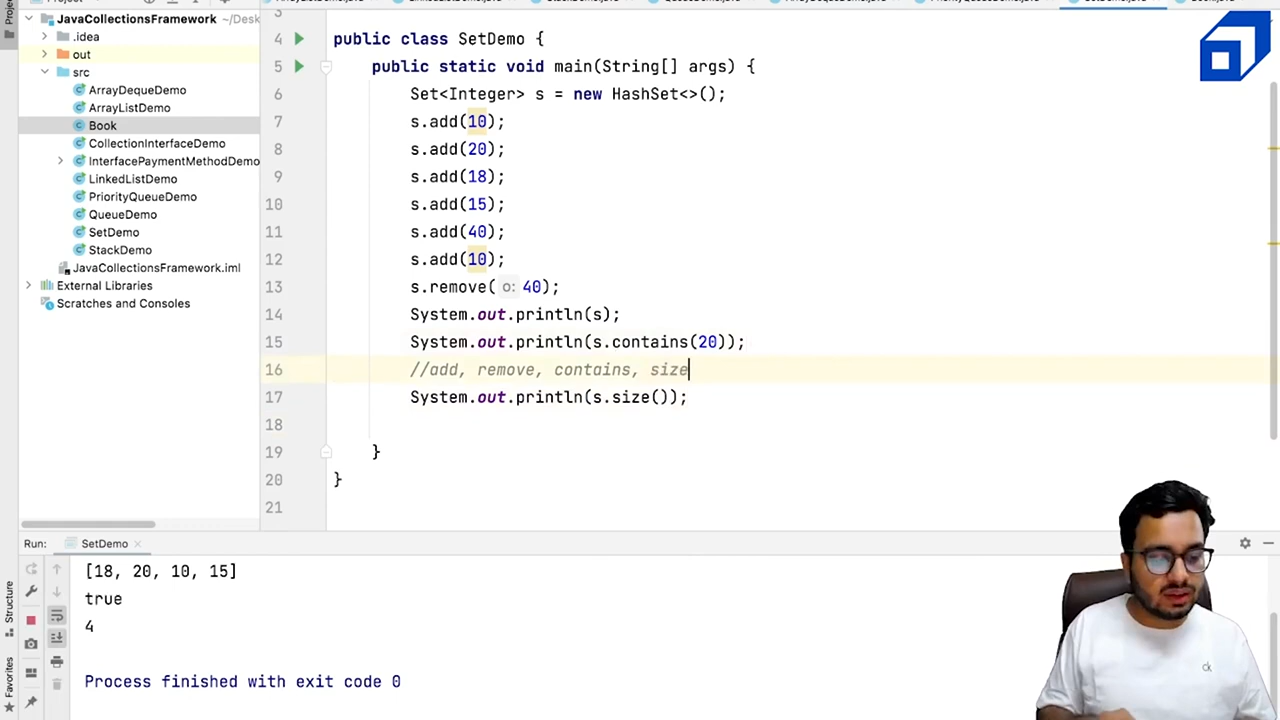 JavaCollectionsFramework ~/Desk
.idea
out
src
ArrayDequeDemo
ArrayListDemo
Book
CollectionInterfaceDemo
InterfacePaymentMethodDemo
LinkedListDemo
PriorityQueueDemo
QueueDemo
SetDemo
StackDemo
JavaCollectionsFramework.iml
External Libraries
Scratches and Consoles
3
4 public class SetDemo {
5 public static void main(String[] args) {
6 Set<Integer> s = new HashSet<>();
7 s.add(10);
8 s.add(20);
9 s.add(18);
10 s.add(15);
11 s.add(40);
12 s.add(10);
13 s.remove( o: 40);
14 System.out.println(s);
15 System.out.println(s.contains(20));
16 //add, remove, contains, size
17 System.out.println(s.size());
18
19 }
20 }
21
Run: SetDemo
[18, 20, 10, 15]
true
4
Process finished with exit code 0
Structure
Favorites
ck